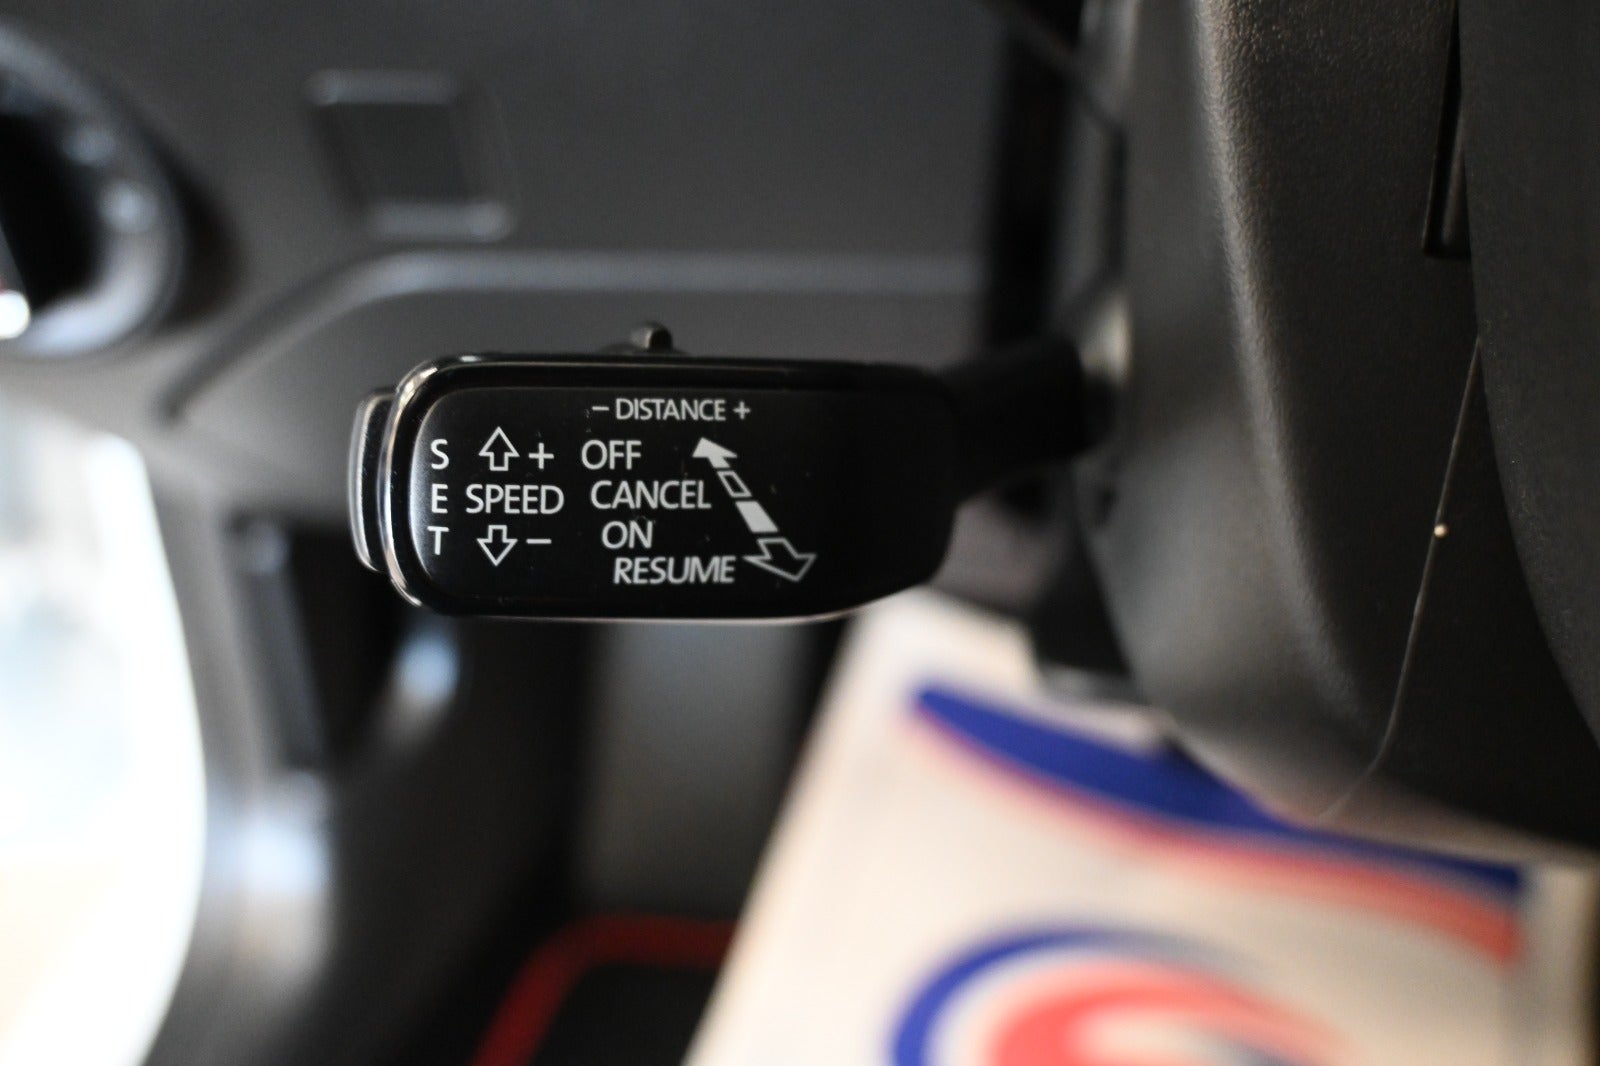 − DISTANCE +
S + OFF
E SPEED CANCEL
T − ON
RESUME